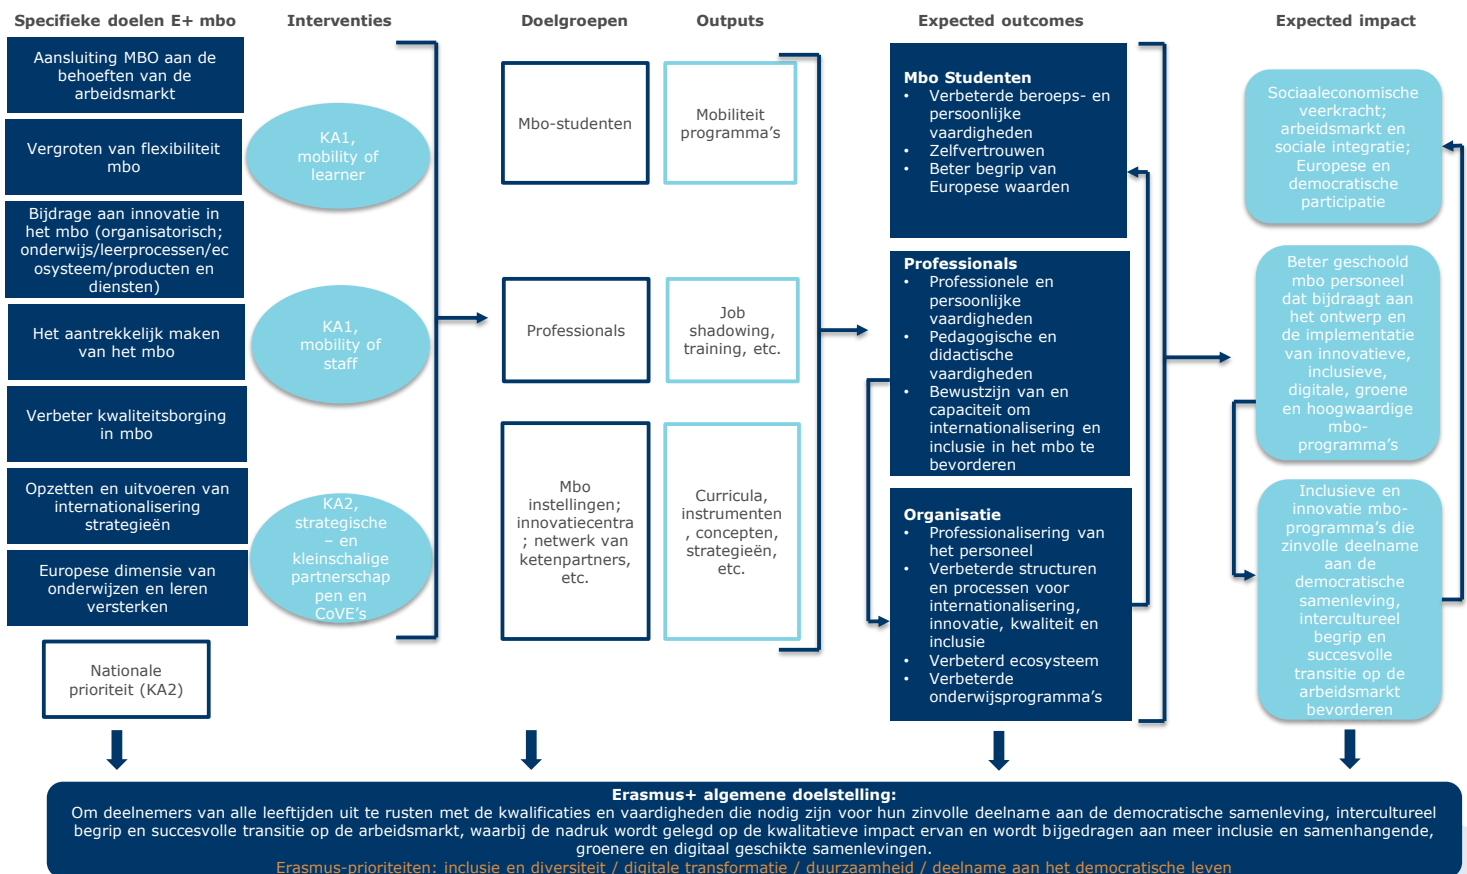 Specifieke doelen E+ mbo
Interventies
Doelgroepen
Outputs
Expected outcomes
Expected impact
Aansluiting MBO aan de
behoeften van de
arbeidsmarkt
Vergroten van flexibiliteit
mbo
Bijdrage aan innovatie in
het mbo (organisatorisch;
onderwijs/leerprocessen/ec
osysteem/producten en
diensten)
Het aantrekkelijk maken
van het mbo
Verbeter kwaliteitsborging
in mbo
Opzetten en uitvoeren van
internationalisering
strategieën
Europese dimensie van
onderwijzen en leren
versterken
Nationale
prioriteit (KA2)
KA1,
mobility of
learner
KA1,
mobility of
staff
KA2,
strategische
– en
kleinschalige
partnerschap
pen en
CoVE's
Mbo-studenten
Professionals
Mbo
instellingen;
innovatiecentra
; netwerk van
ketenpartners,
etc.
Mobiliteit
programma's
Job
shadowing,
training, etc.
Curricula,
instrumenten
, concepten,
strategieën,
etc.
Mbo Studenten
• Verbeterde beroeps- en
persoonlijke
vaardigheden
• Zelfvertrouwen
• Beter begrip van
Europese waarden
Professionals
• Professionele en
persoonlijke
vaardigheden
• Pedagogische en
didactische
vaardigheden
• Bewustzijn van en
capaciteit om
internationalisering en
inclusie in het mbo te
bevorderen
Organisatie
• Professionalisering van
het personeel
• Verbeterde structuren
en processen voor
internationalisering,
innovatie, kwaliteit en
inclusie
• Verbeterd ecosysteem
• Verbeterde
onderwijsprogramma's
Sociaaleconomische
veerkracht;
arbeidsmarkt en
sociale integratie;
Europese en
democratische
participatie
Beter geschoold
mbo personeel
dat bijdraagt aan
het ontwerp en
de implementatie
van innovatieve,
inclusieve,
digitale, groene
en hoogwaardige
mbo-
programma's
Inclusieve en
innovatie mbo-
programma's die
zinvolle deelname
aan de
democratische
samenleving,
intercultureel
begrip en
succesvolle
transitie op de
arbeidsmarkt
bevorderen
Erasmus+ algemene doelstelling:
Om deelnemers van alle leeftijden uit te rusten met de kwalificaties en vaardigheden die nodig zijn voor hun zinvolle deelname aan de democratische samenleving, intercultureel
begrip en succesvolle transitie op de arbeidsmarkt, waarbij de nadruk wordt gelegd op de kwalitatieve impact ervan en wordt bijgedragen aan meer inclusie en samenhangende,
groenere en digitaal geschikte samenlevingen.
Erasmus-prioriteiten: inclusie en diversiteit / digitale transformatie / duurzaamheid / deelname aan het democratische leven